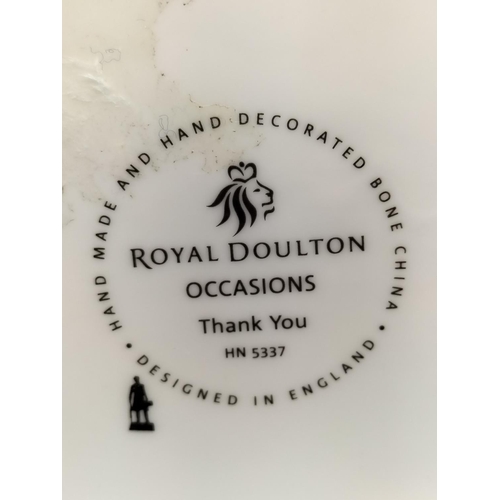 HAND MADE AND HAND DECORATED BONE CHINA •
ROYAL DOULTON
OCCASIONS
Thank You
HN 5337
• DESIGNED IN ENGLAND •